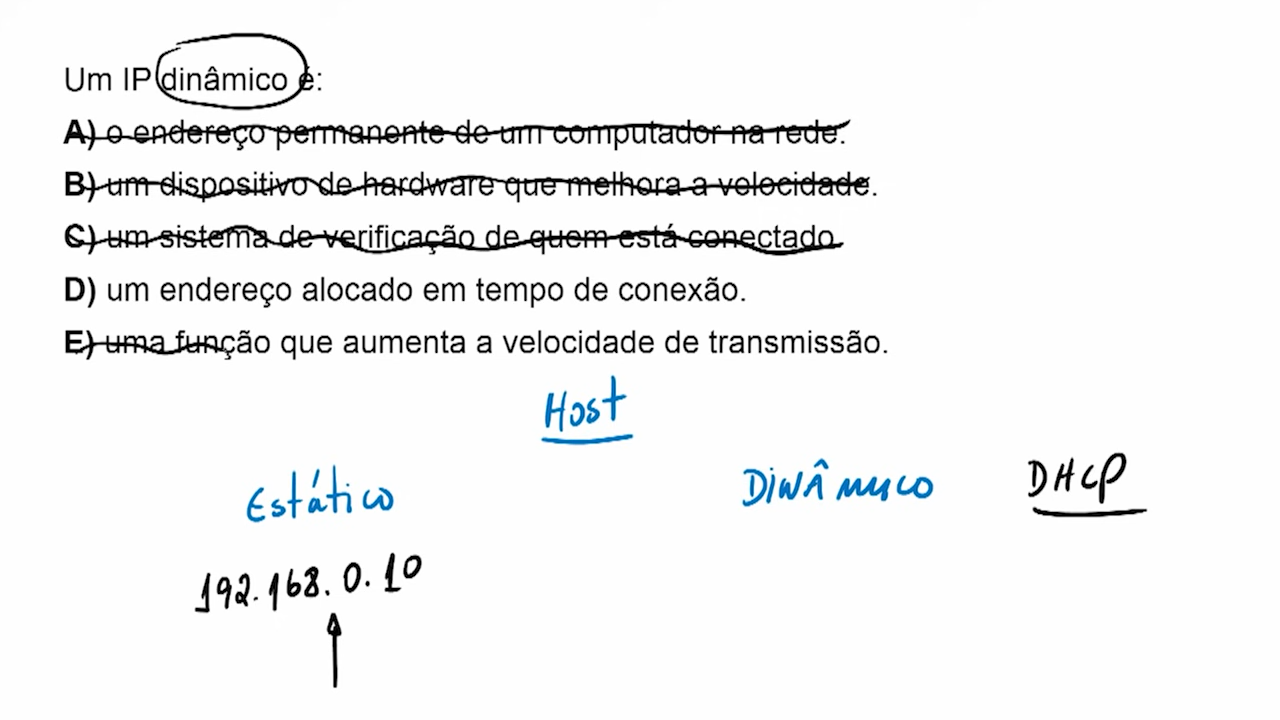 Um IP dinâmico é:
A) o endereço permanente de um computador na rede.
B) um dispositivo de hardware que melhora a velocidade.
C) um sistema de verificação de quem está conectado.
D) um endereço alocado em tempo de conexão.
E) uma função que aumenta a velocidade de transmissão.
Host
Estático DINÂMICO DHCP
192.168.0.10